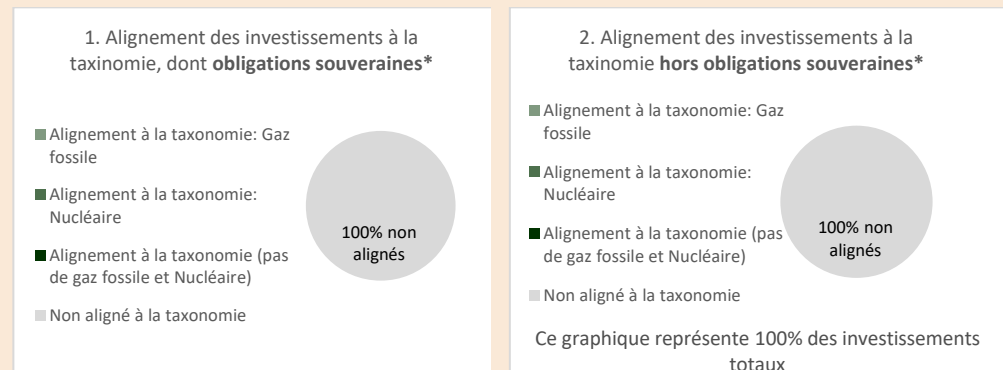 1. Alignement des investissements à la
taxinomie, dont obligations souveraines*
Alignement à la taxonomie: Gaz
fossile
Alignement à la taxonomie:
Nucléaire
Alignement à la taxonomie (pas
de gaz fossile et Nucléaire)
Non aligné à la taxonomie
100% non
alignés
2. Alignement des investissements à la
taxinomie hors obligations souveraines*
Alignement à la taxonomie: Gaz
fossile
Alignement à la taxonomie:
Nucléaire
Alignement à la taxonomie (pas
de gaz fossile et Nucléaire)
Non aligné à la taxonomie
100% non
alignés
Ce graphique représente 100% des investissements
totaux